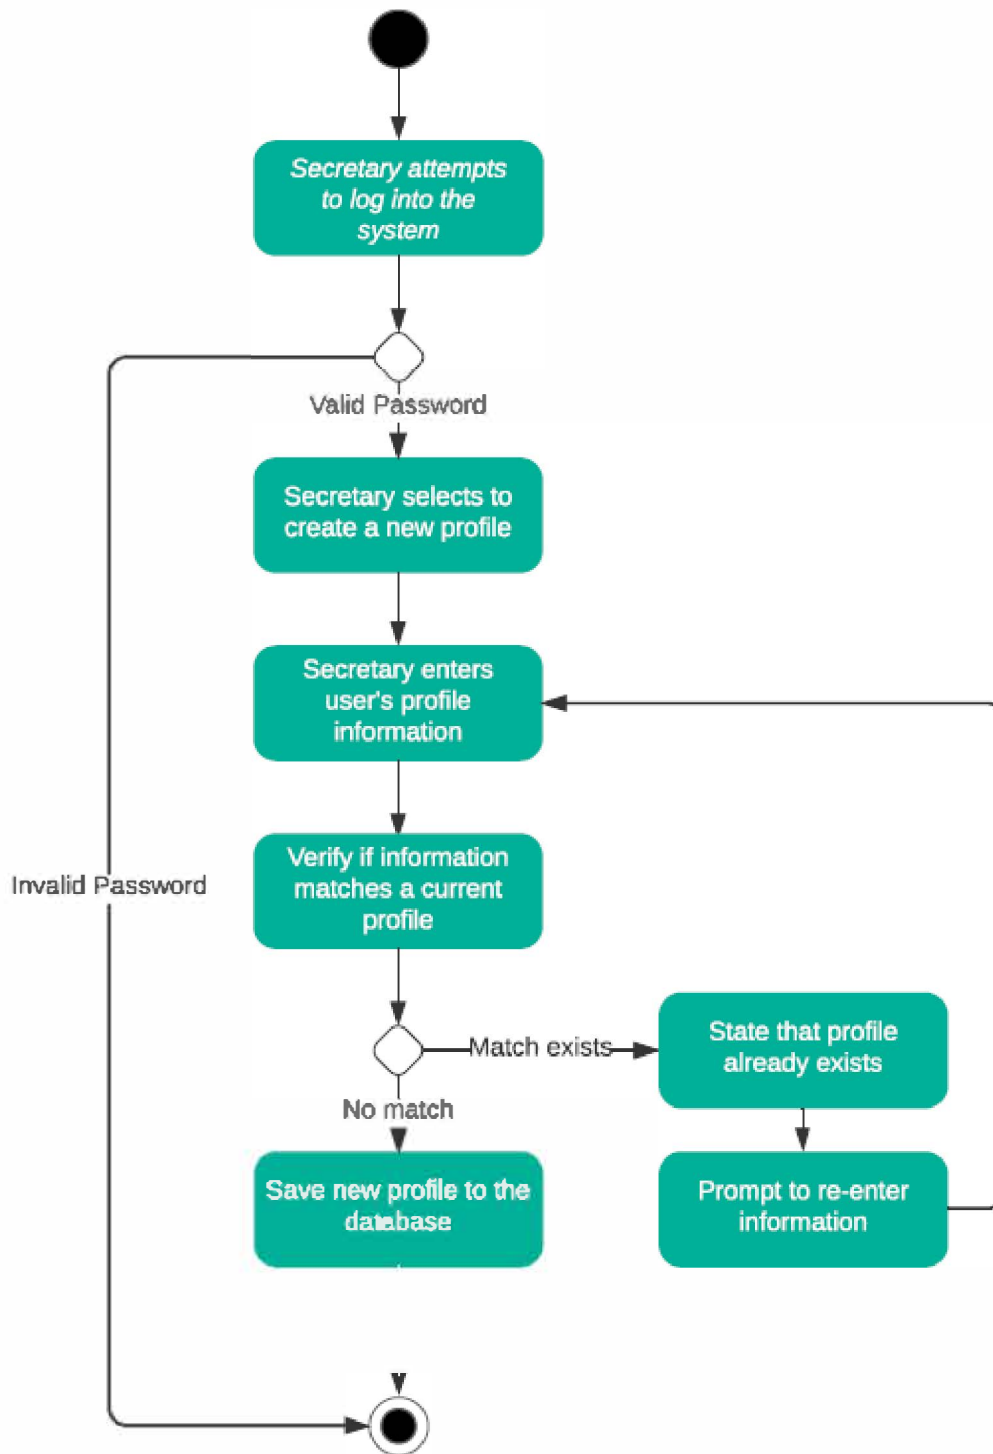 Secretary attempts
to log into the
system
Valid Password
Secretary selects to
create a new profile
Secretary enters
user's profile
information
Invalid Password
Verify if information
matches a current
profile
Match exists
State that profile
already exists
No match
Save new profile to the
database
Prompt to re-enter
information